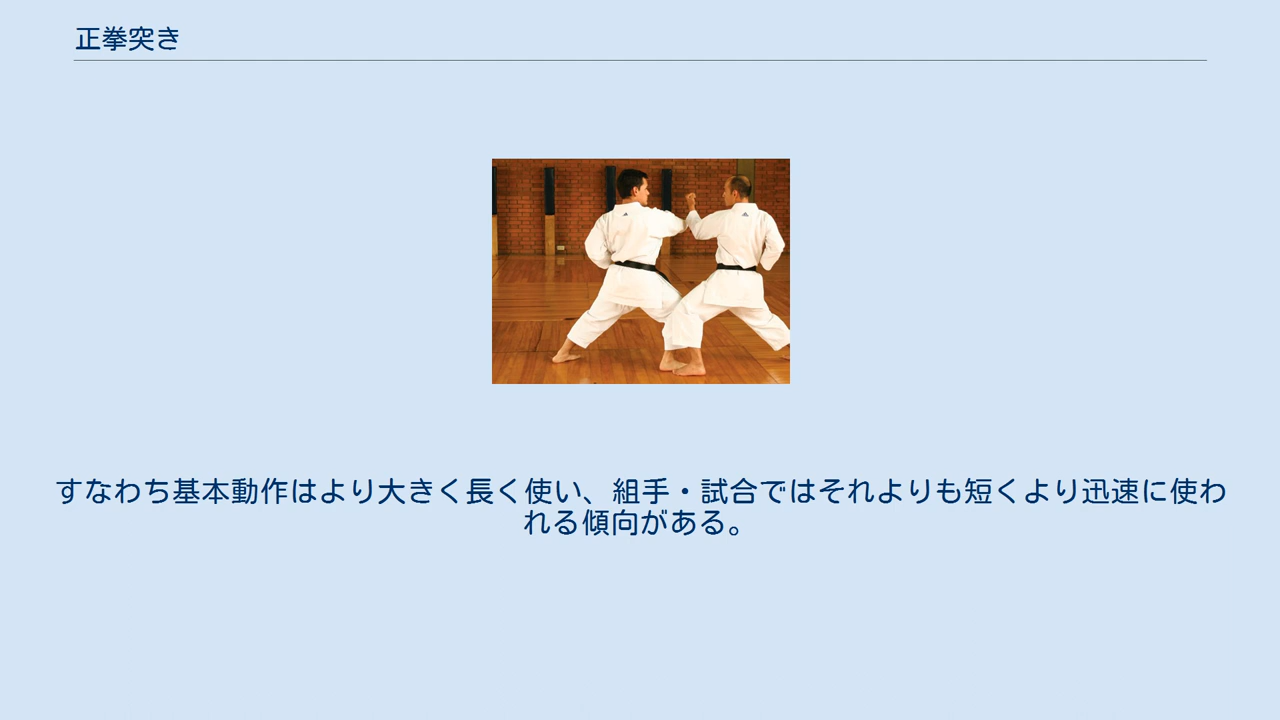 正拳突き
すなわち基本動作はより大きく長く使い、組手・試合ではそれよりも短くより迅速に使わ
れる傾向がある。